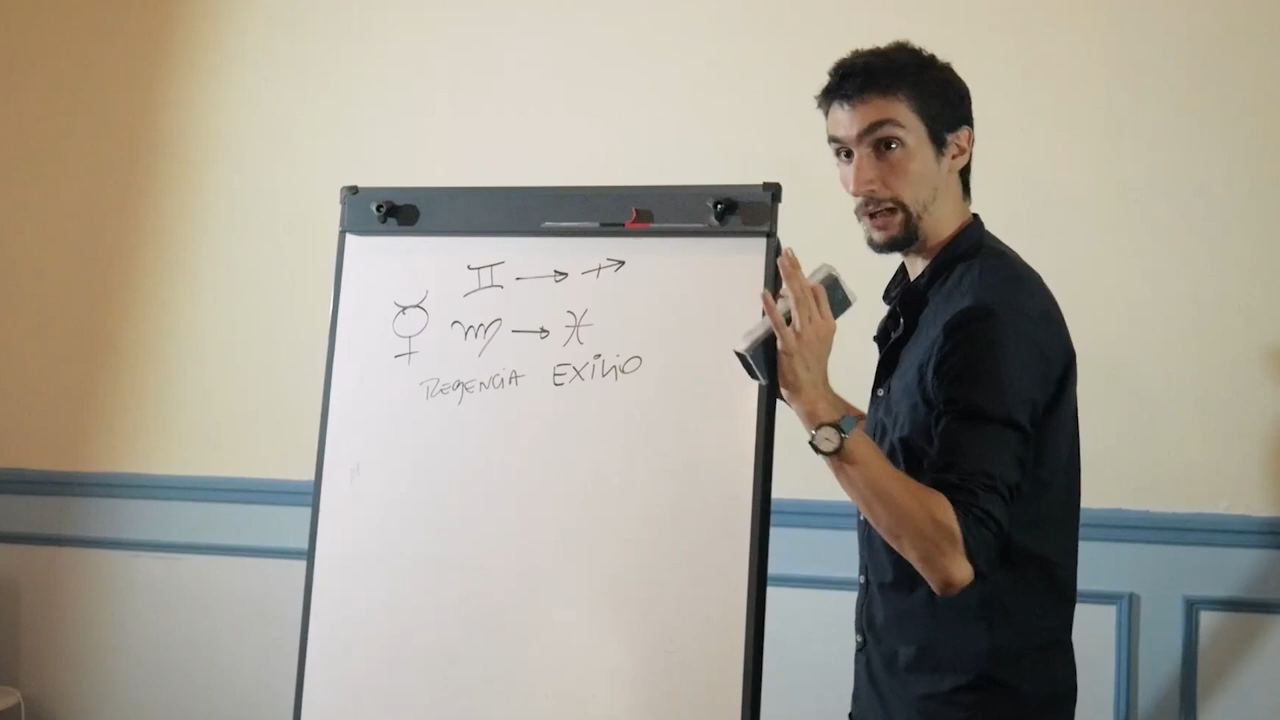 ♊ → ♐
☿ ♍ → ♓
REGENCIA EXILIO